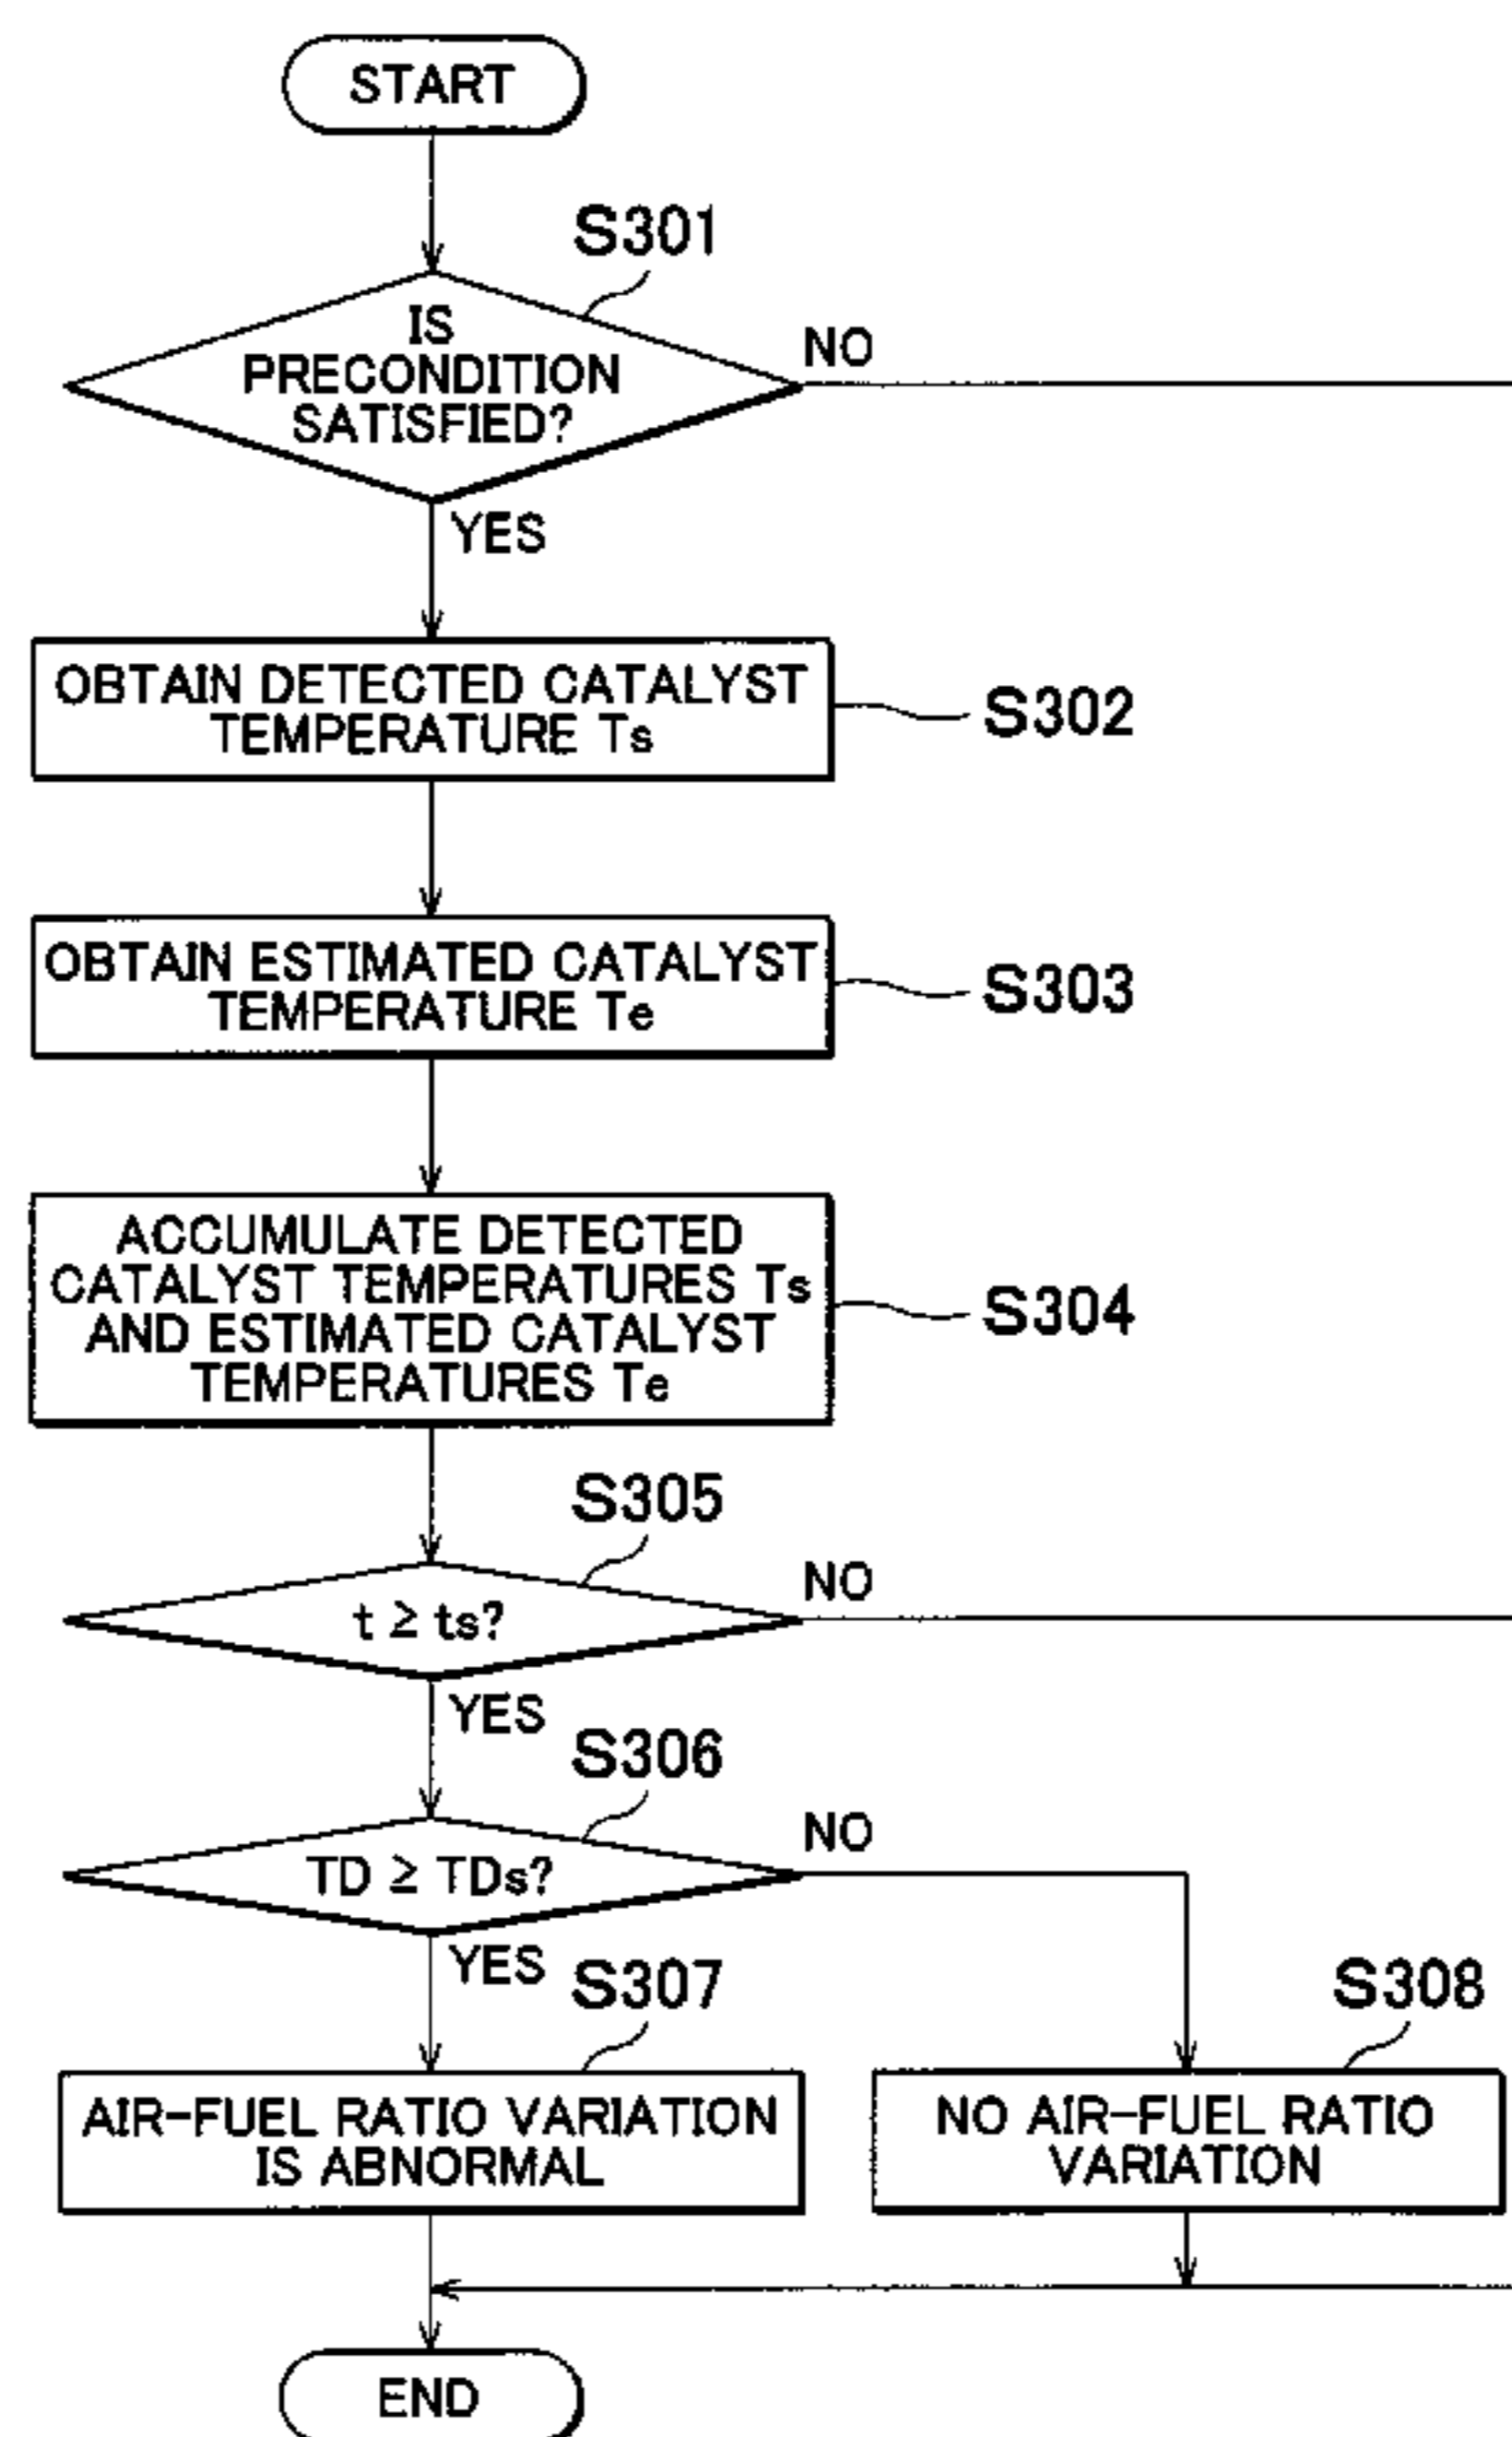 START
S301
IS
PRECONDITION
SATISFIED?
NO
YES
OBTAIN DETECTED CATALYST
TEMPERATURE Ts
S302
OBTAIN ESTIMATED CATALYST
TEMPERATURE Te
S303
ACCUMULATE DETECTED
CATALYST TEMPERATURES Ts
AND ESTIMATED CATALYST
TEMPERATURES Te
S304
S305
t ≥ ts?
NO
YES
S306
TD ≥ TDs?
NO
YES
S307
AIR-FUEL RATIO VARIATION
IS ABNORMAL
S308
NO AIR-FUEL RATIO
VARIATION
END